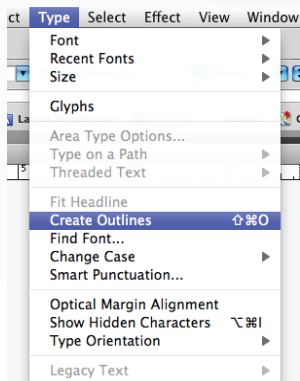 ct Type Select Effect View Window
Font
Recent Fonts
Size
Glyphs
Area Type Options...
Type on a Path
Threaded Text
5
7
Fit Headline
Create Outlines ⇧⌘O
Find Font...
Change Case
Smart Punctuation...
Optical Margin Alignment
Show Hidden Characters ⌥⌘I
Type Orientation
Legacy Text